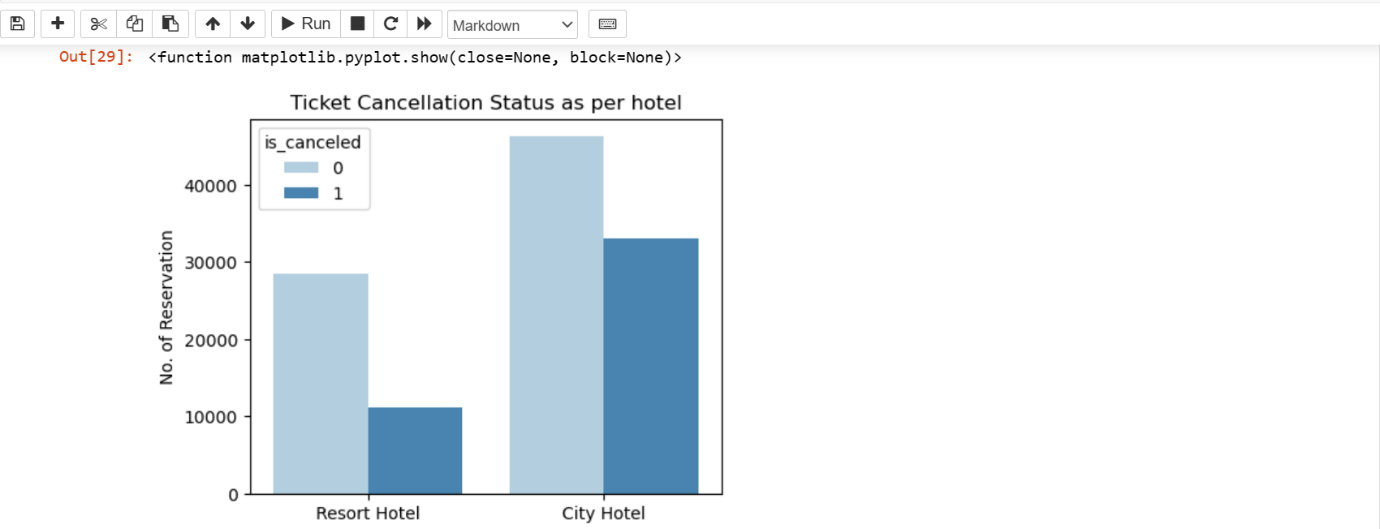 Run
Markdown
Out[29]: <function matplotlib.pyplot.show(close=None, block=None)>
Ticket Cancellation Status as per hotel
is_canceled
0
1
40000
30000
20000
10000
0
No. of Reservation
Resort Hotel
City Hotel